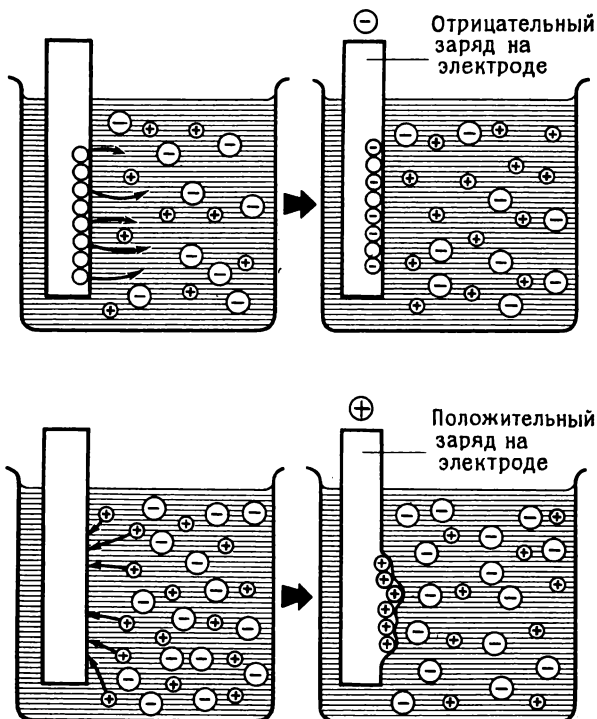 Отрицательный
заряд на
электроде
Положительный
заряд на
электроде